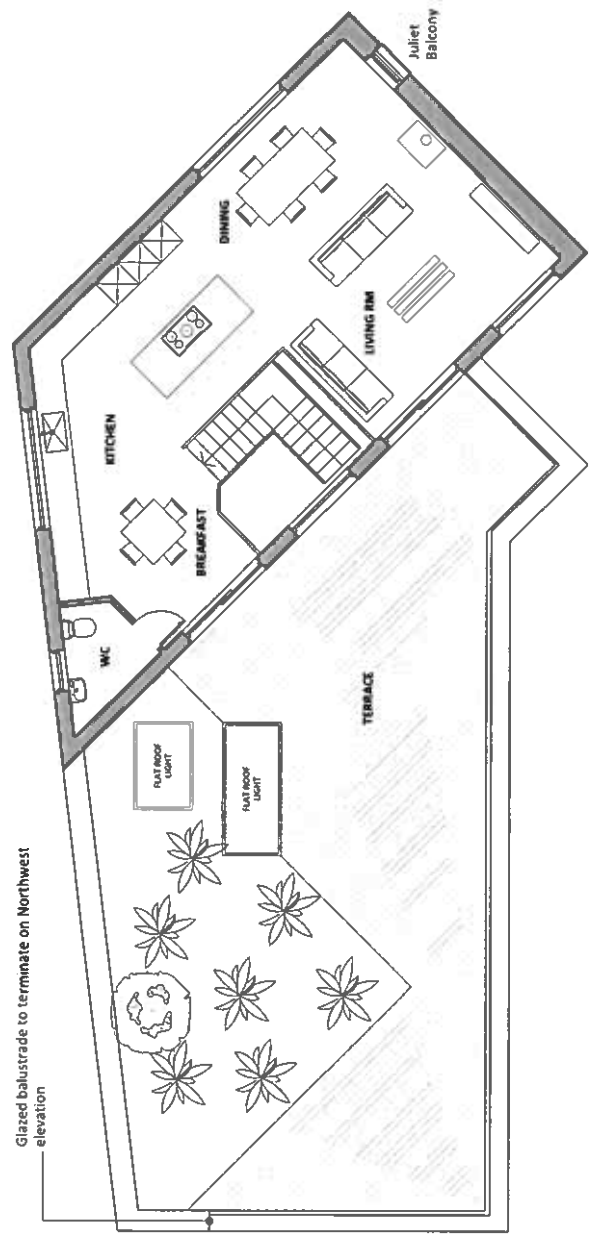 Glazed balustrade to terminate on Northwest
elevation
WC
KITCHEN
BREAKFAST
DINING
LIVING RM
Juliet
Balcony
FLAT ROOF
LIGHT
FLAT ROOF
LIGHT
TERRACE